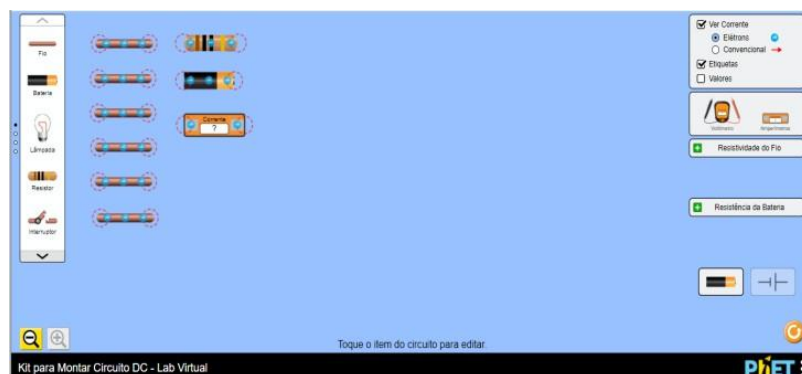 Fio
Bateria
Lâmpada
Resistor
Interruptor
Corrente
?
Ver Corrente
Elétrons
Convencional
Etiquetas
Valores
Voltímetro
Amperímetros
Resistividade do Fio
Resistência da Bateria
Toque o item do circuito para editar.
Kit para Montar Circuito DC - Lab Virtual
PhET